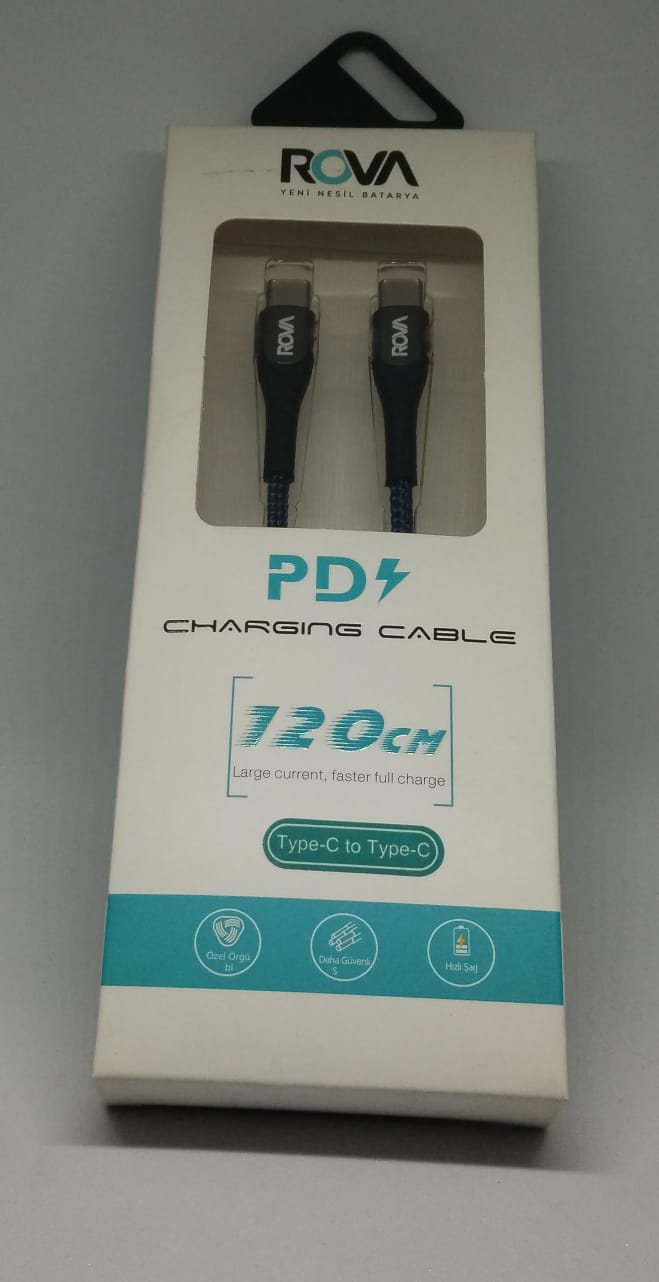 ROVA
YENİ NESİL BATARYA
ROVA
ROVA
PD
CHARGING CABLE
120CM
Large current, faster full charge
Type-C to Type-C
Özel Örgü
bl
Daha Güvenli
S
Hızlı Şarj